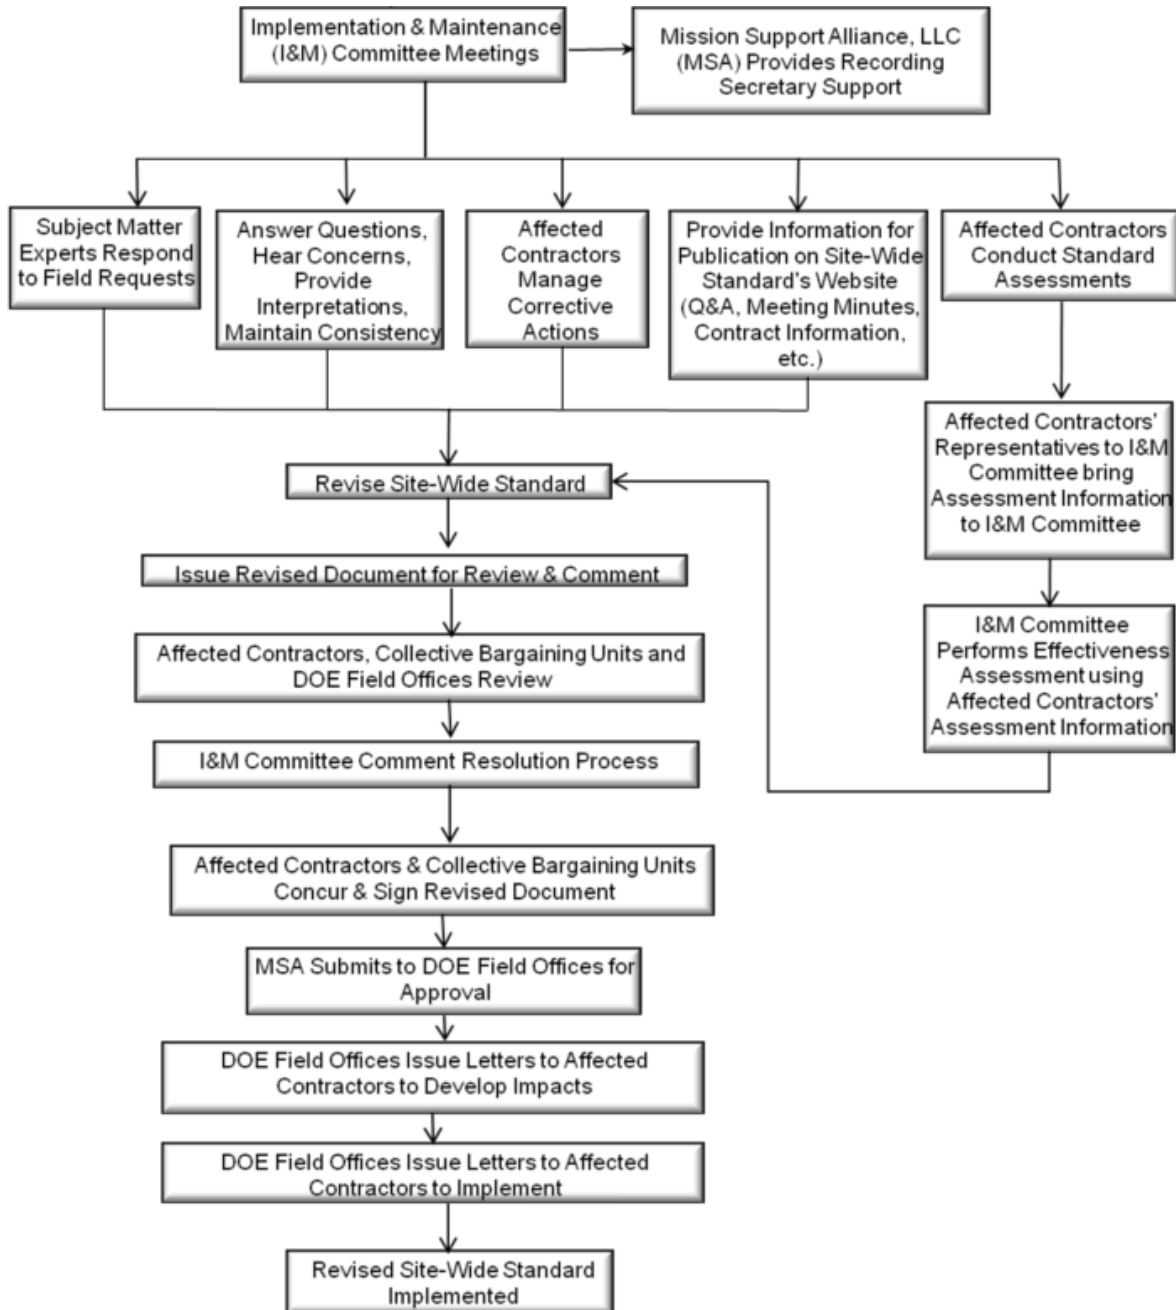 Implementation & Maintenance
(I&M) Committee Meetings
Mission Support Alliance, LLC
(MSA) Provides Recording
Secretary Support
Subject Matter
Experts Respond
to Field Requests
Answer Questions,
Hear Concerns,
Provide
Interpretations,
Maintain Consistency
Affected
Contractors
Manage
Corrective
Actions
Provide Information for
Publication on Site-Wide
Standard's Website
(Q&A, Meeting Minutes,
Contract Information,
etc.)
Affected Contractors
Conduct Standard
Assessments
Affected Contractors'
Representatives to I&M
Committee bring
Assessment Information
to I&M Committee
I&M Committee
Performs Effectiveness
Assessment using
Affected Contractors'
Assessment Information
Revise Site-Wide Standard
Issue Revised Document for Review & Comment
Affected Contractors, Collective Bargaining Units and
DOE Field Offices Review
I&M Committee Comment Resolution Process
Affected Contractors & Collective Bargaining Units
Concur & Sign Revised Document
MSA Submits to DOE Field Offices for
Approval
DOE Field Offices Issue Letters to Affected
Contractors to Develop Impacts
DOE Field Offices Issue Letters to Affected
Contractors to Implement
Revised Site-Wide Standard
Implemented